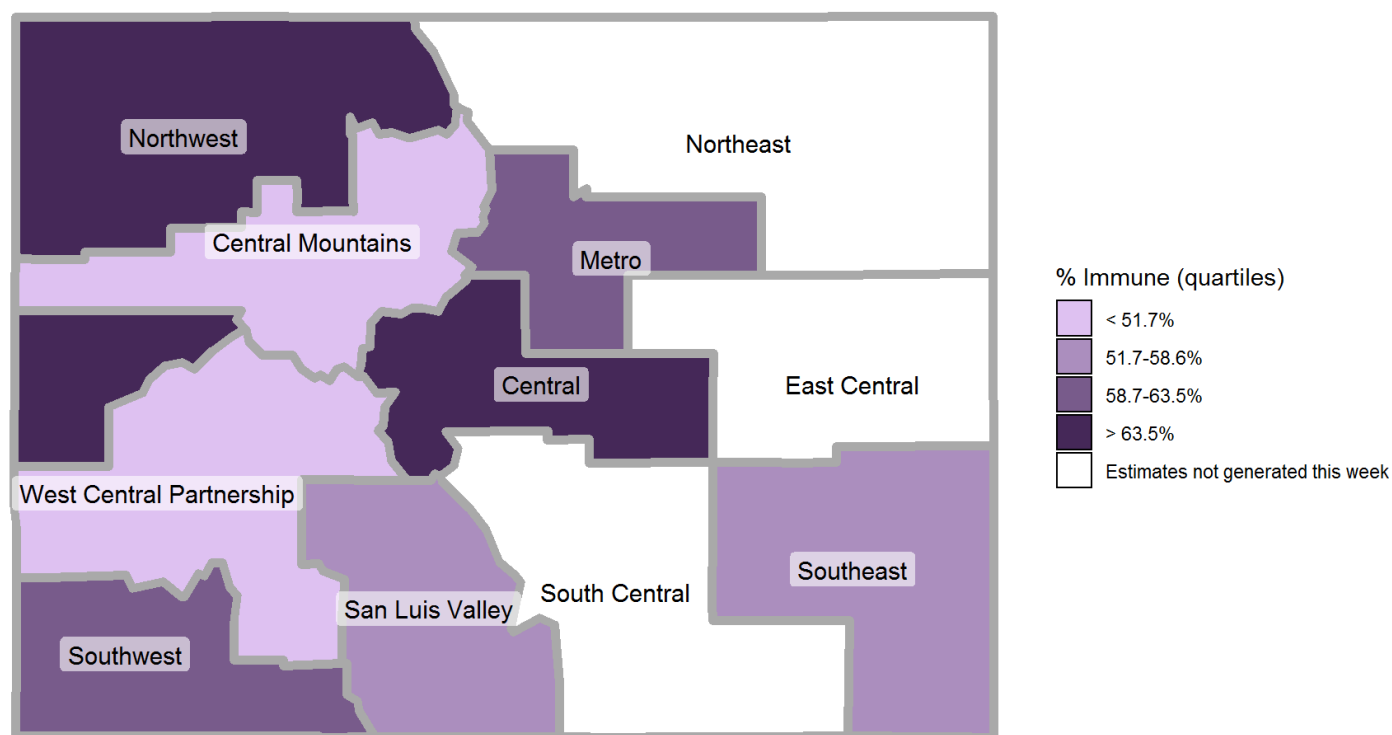 Northwest
Northeast
Central Mountains
Metro
Central
East Central
West Central Partnership
Southeast
South Central
San Luis Valley
Southwest
% Immune (quartiles)
< 51.7%
51.7-58.6%
58.7-63.5%
> 63.5%
Estimates not generated this week